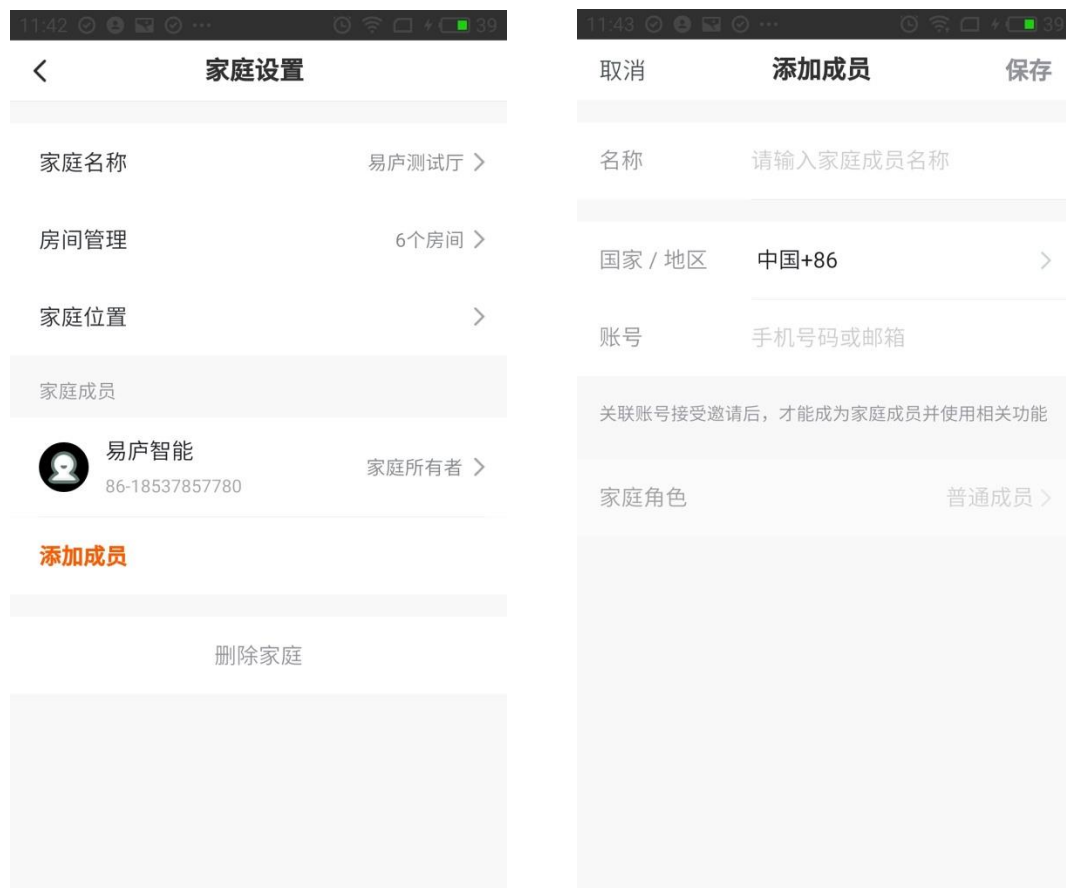 11:42 ... 39
家庭设置
家庭名称 易庐测试厅
房间管理 6个房间
家庭位置
家庭成员
易庐智能
86-18537857780
家庭所有者
添加成员
删除家庭
11:43 ... 39
取消 添加成员 保存
名称 请输入家庭成员名称
国家 / 地区 中国+86
账号 手机号码或邮箱
关联账号接受邀请后，才能成为家庭成员并使用相关功能
家庭角色 普通成员